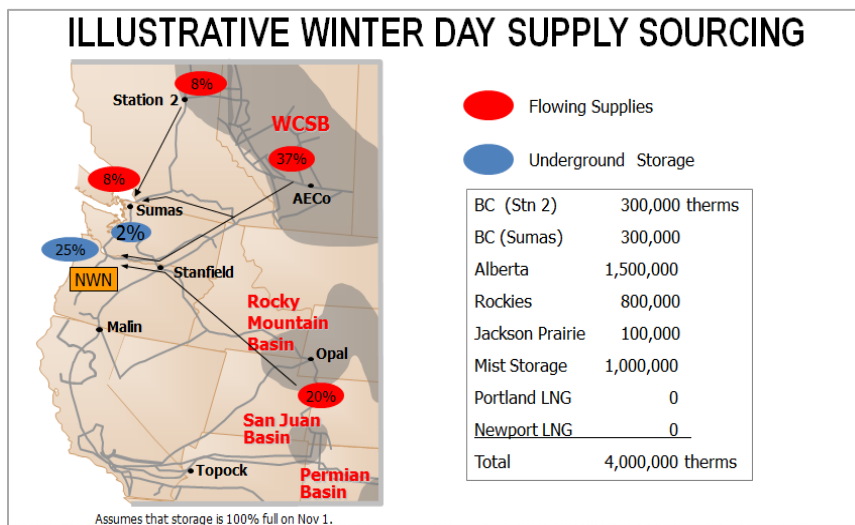 ILLUSTRATIVE WINTER DAY SUPPLY SOURCING
8%
Station 2
WCSB
37%
AECo
8%
Sumas
2%
25%
Stanfield
NWN
Rocky
Mountain
Basin
Malin
Opal
20%
San Juan
Basin
Topock
Permian
Basin
Assumes that storage is 100% full on Nov 1.
Flowing Supplies
Underground Storage
BC (Stn 2) 300,000 therms
BC (Sumas) 300,000
Alberta 1,500,000
Rockies 800,000
Jackson Prairie 100,000
Mist Storage 1,000,000
Portland LNG 0
Newport LNG 0
Total 4,000,000 therms